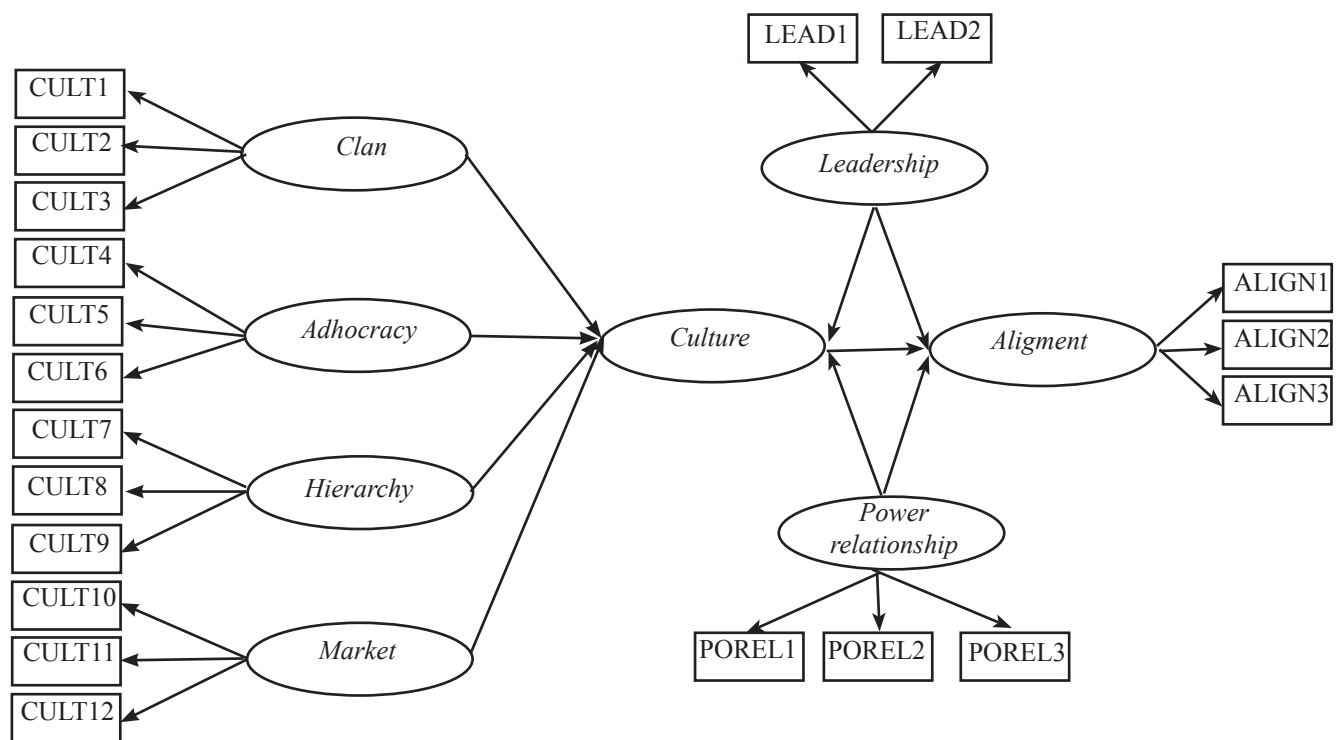 LEAD1
LEAD2
CULT1
CULT2
CULT3
CULT4
CULT5
CULT6
CULT7
CULT8
CULT9
CULT10
CULT11
CULT12
Clan
Adhocracy
Hierarchy
Market
Culture
Leadership
Aligment
Power
relationship
ALIGN1
ALIGN2
ALIGN3
POREL1
POREL2
POREL3